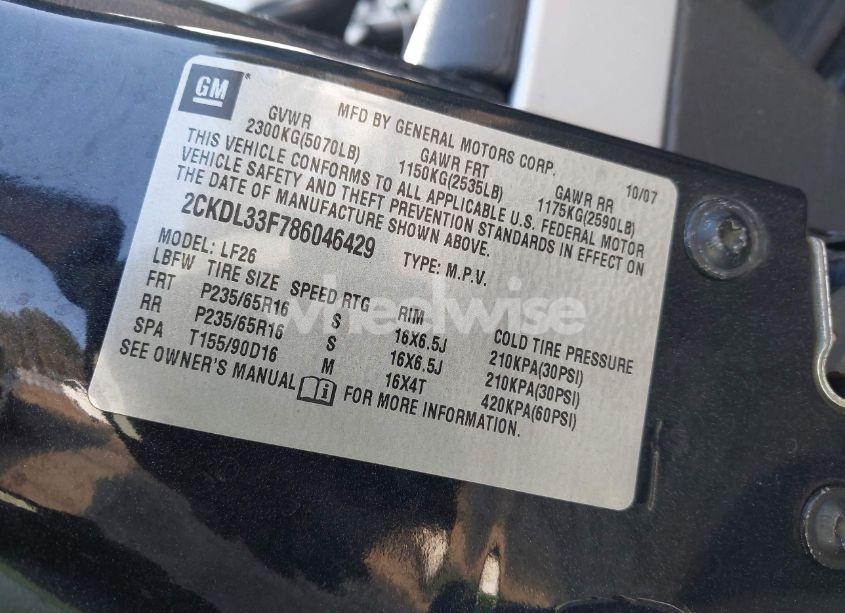 GM
MFD BY GENERAL MOTORS CORP. 10/07
GVWR GAWR FRT GAWR RR
2300KG(5070LB) 1150KG(2535LB) 1175KG(2590LB)
THIS VEHICLE CONFORMS TO ALL APPLICABLE U.S. FEDERAL MOTOR
VEHICLE SAFETY AND THEFT PREVENTION STANDARDS IN EFFECT ON
THE DATE OF MANUFACTURE SHOWN ABOVE.
2CKDL33F786046429 TYPE: M.P.V.
MODEL: LF26
LBFW TIRE SIZE SPEED RTG RIM COLD TIRE PRESSURE
FRT P235/65R16 S 16X6.5J 210KPA(30PSI)
RR P235/65R16 S 16X6.5J 210KPA(30PSI)
SPA T155/90D16 M 16X4T 420KPA(60PSI)
SEE OWNER'S MANUAL FOR MORE INFORMATION.
wheelwise